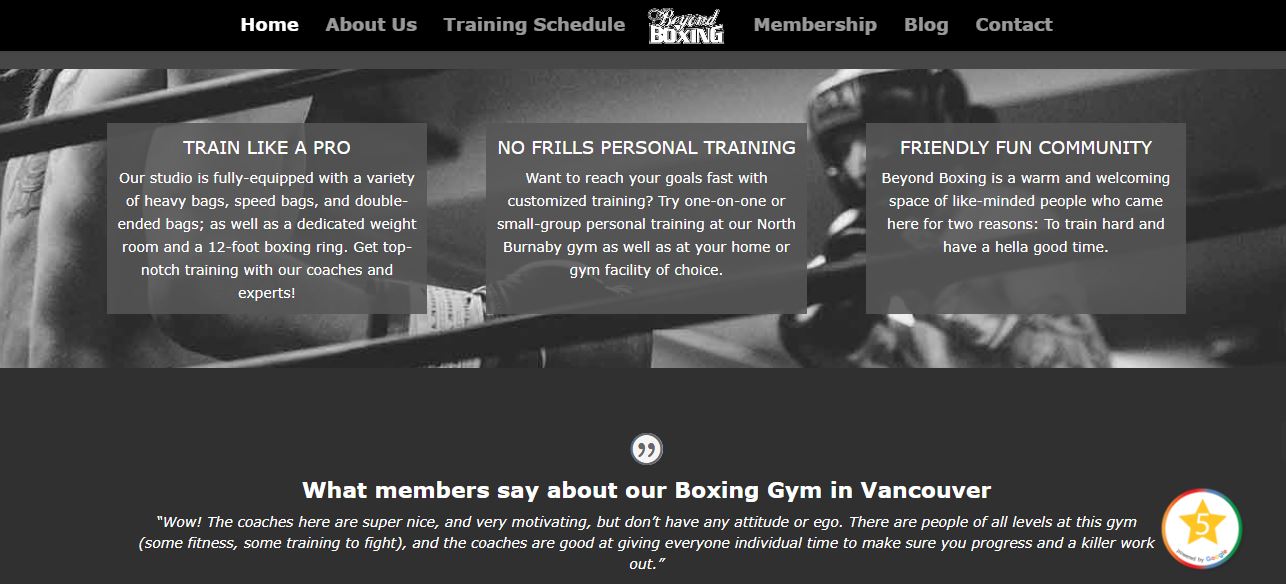 Home About Us Training Schedule Beyond BOXING Membership Blog Contact
TRAIN LIKE A PRO
Our studio is fully-equipped with a variety
of heavy bags, speed bags, and double-
ended bags; as well as a dedicated weight
room and a 12-foot boxing ring. Get top-
notch training with our coaches and
experts!
NO FRILLS PERSONAL TRAINING
Want to reach your goals fast with
customized training? Try one-on-one or
small-group personal training at our North
Burnaby gym as well as at your home or
gym facility of choice.
FRIENDLY FUN COMMUNITY
Beyond Boxing is a warm and welcoming
space of like-minded people who came
here for two reasons: To train hard and
have a hella good time.
What members say about our Boxing Gym in Vancouver
“Wow! The coaches here are super nice, and very motivating, but don’t have any attitude or ego. There are people of all levels at this gym
(some fitness, some training to fight), and the coaches are good at giving everyone individual time to make sure you progress and a killer work
out.”
5
powered by Google